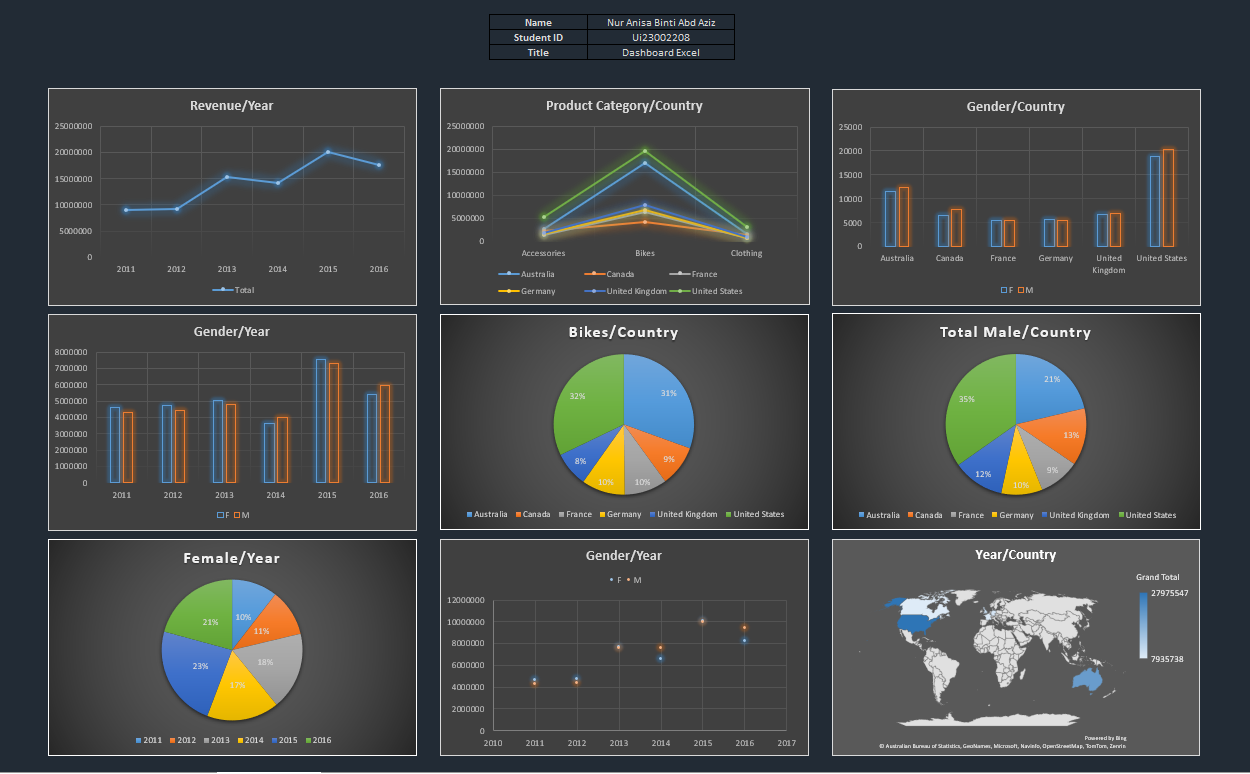 Name Nur Anisa Binti Abd Aziz
Student ID Ui23002208
Title Dashboard Excel
Revenue/Year
25000000
20000000
15000000
10000000
5000000
0
2011 2012 2013 2014 2015 2016
Total
Product Category/Country
25000000
20000000
15000000
10000000
5000000
0
Accessories Bikes Clothing
Australia Canada France
Germany United Kingdom United States
Gender/Country
25000
20000
15000
10000
5000
0
Australia Canada France Germany United Kingdom United States
F M
Gender/Year
8000000
7000000
6000000
5000000
4000000
3000000
2000000
1000000
0
2011 2012 2013 2014 2015 2016
F M
Bikes/Country
31%
9%
10%
10%
8%
32%
Australia Canada France Germany United Kingdom United States
Total Male/Country
21%
13%
9%
10%
12%
35%
Australia Canada France Germany United Kingdom United States
Female/Year
10%
11%
18%
17%
23%
21%
2011 2012 2013 2014 2015 2016
Gender/Year
F M
12000000
10000000
8000000
6000000
4000000
2000000
0
2010 2011 2012 2013 2014 2015 2016 2017
Year/Country
Grand Total
27975547
7935738
Powered by Bing
© Australian Bureau of Statistics, GeoNames, Microsoft, Navinfo, OpenStreetMap, TomTom, Zenrin